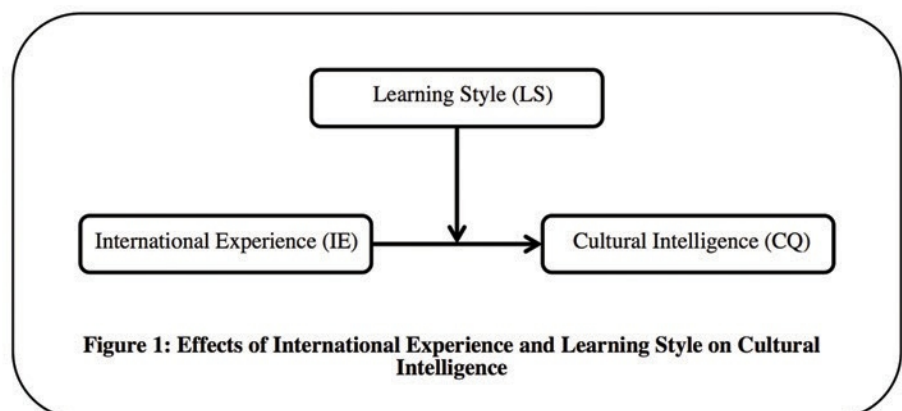 Learning Style (LS)
International Experience (IE)
Cultural Intelligence (CQ)
Figure 1: Effects of International Experience and Learning Style on Cultural
Intelligence